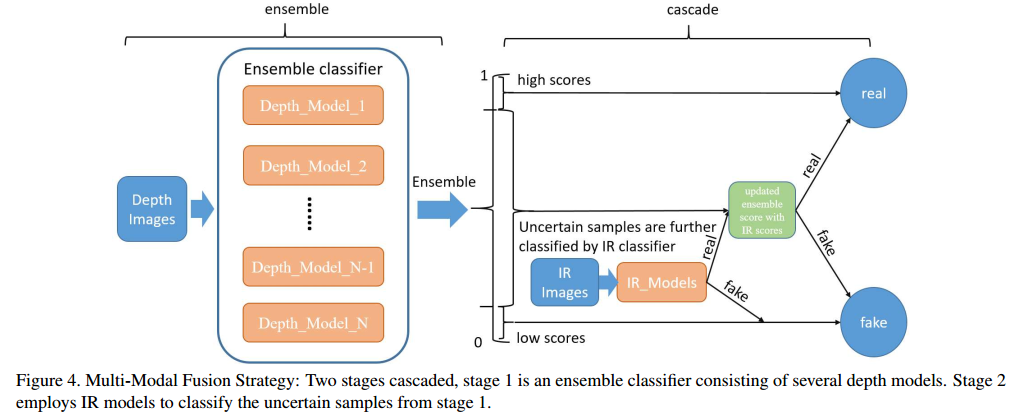 ensemble
cascade
Ensemble classifier
Depth_Model_1
Depth_Model_2
Depth_Model_N-1
Depth_Model_N
Depth
Images
Ensemble
1
high scores
real
Uncertain samples are further
classified by IR classifier
IR
Images
IR_Models
real
fake
updated
ensemble
score with
IR scores
real
fake
0
low scores
fake
Figure 4. Multi-Modal Fusion Strategy: Two stages cascaded, stage 1 is an ensemble classifier consisting of several depth models. Stage 2
employs IR models to classify the uncertain samples from stage 1.